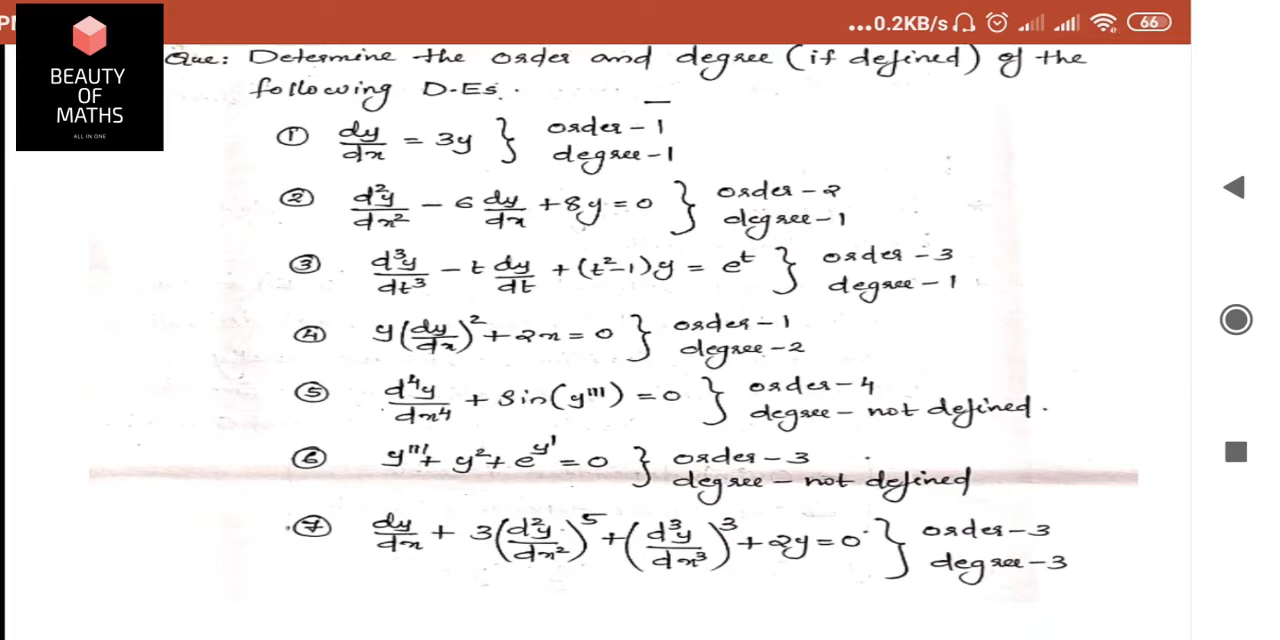 ...0.2KB/s 66
BEAUTY
OF
MATHS
ALL IN ONE
Que: Determine the order and degree (if defined) of the
following D.Es.
① dy/dx = 3y } order - 1
degree - 1
② d²y/dx² - 6 dy/dx + 8y = 0 } order - 2
degree - 1
③ d³y/dt³ - t dy/dt + (t²-1)y = e^t } order - 3
degree - 1
④ y(dy/dx)² + 2x = 0 } order - 1
degree - 2
⑤ d⁴y/dx⁴ + Sin(y''') = 0 } order - 4
degree - not defined.
⑥ y''' + y² + e^y' = 0 } order - 3
degree - not defined
⑦ dy/dx + 3(d²y/dx²)⁵ + (d³y/dx³)³ + 2y = 0 } order - 3
degree - 3